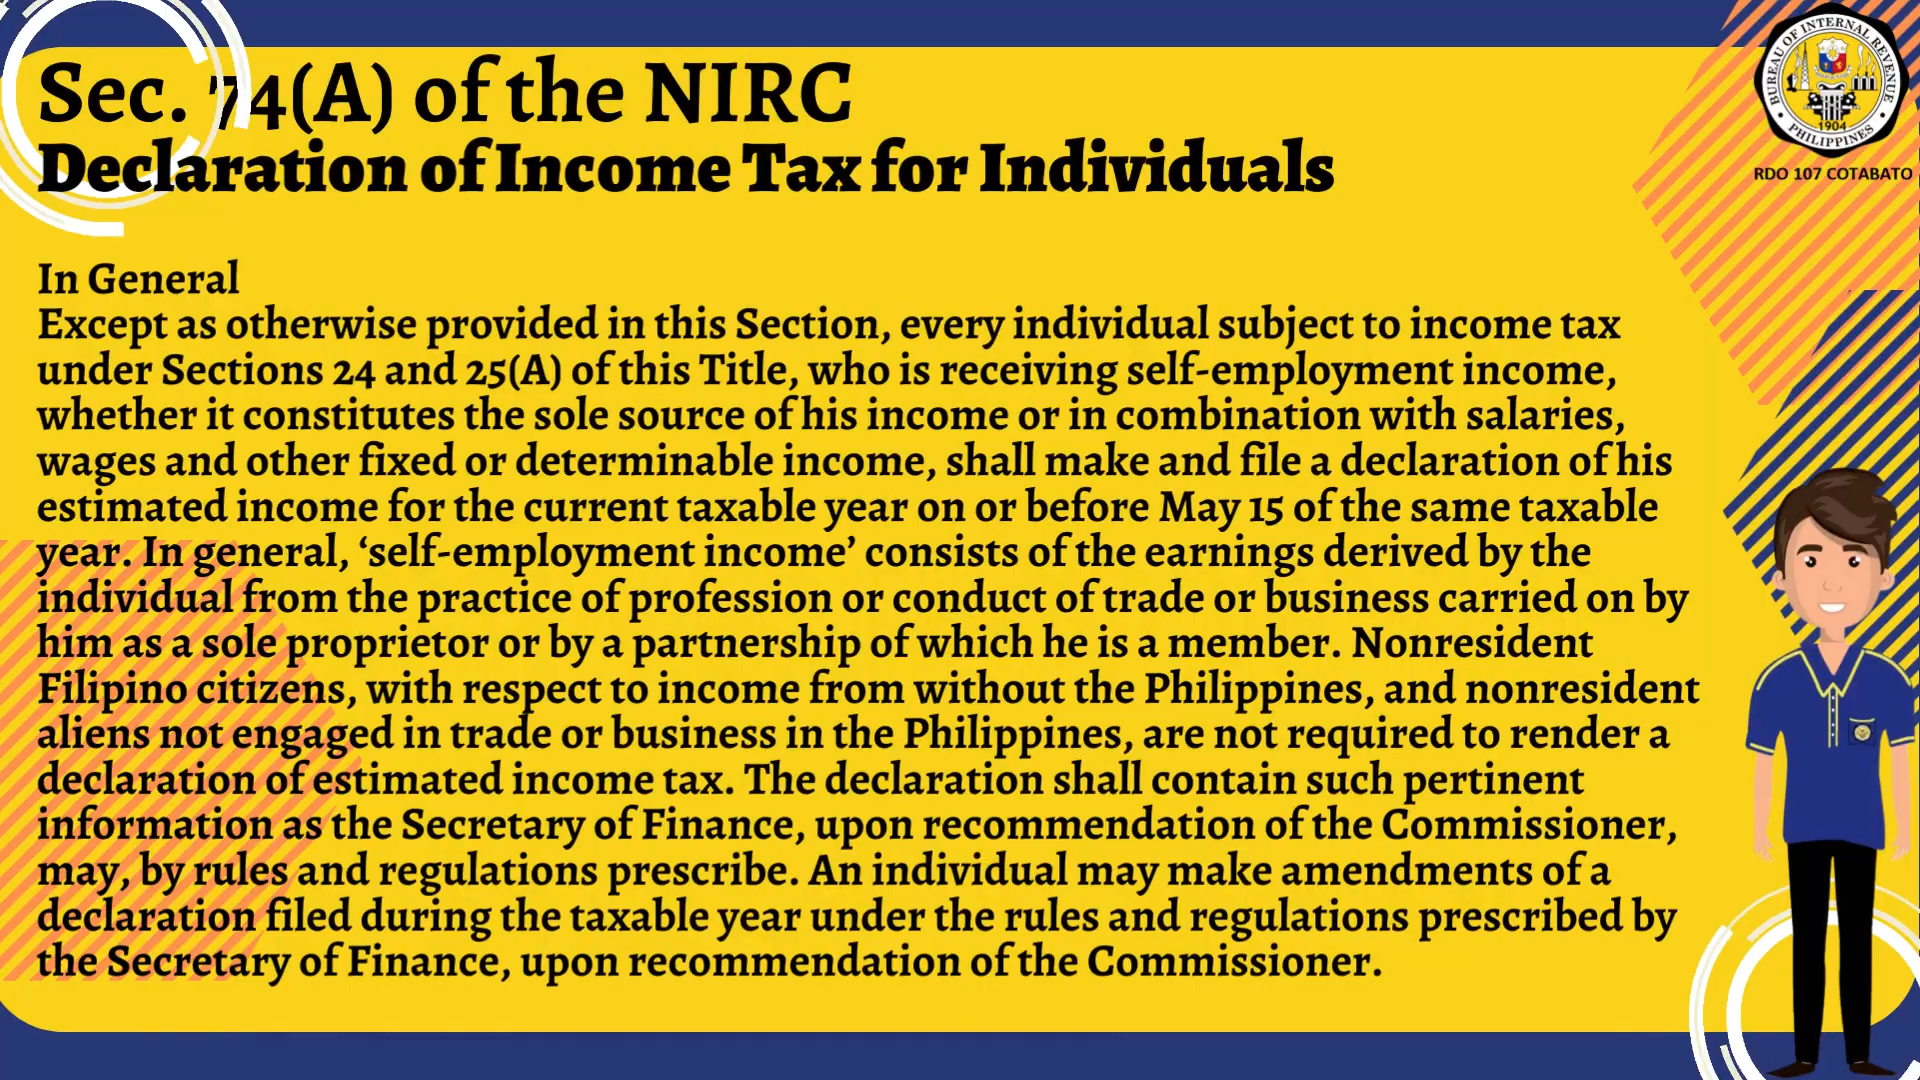 Sec. 74(A) of the NIRC
Declaration of Income Tax for Individuals
BUREAU OF INTERNAL REVENUE
1904
PHILIPPINES
RDO 107 COTABATO
In General
Except as otherwise provided in this Section, every individual subject to income tax
under Sections 24 and 25(A) of this Title, who is receiving self-employment income,
whether it constitutes the sole source of his income or in combination with salaries,
wages and other fixed or determinable income, shall make and file a declaration of his
estimated income for the current taxable year on or before May 15 of the same taxable
year. In general, ‘self-employment income’ consists of the earnings derived by the
individual from the practice of profession or conduct of trade or business carried on by
him as a sole proprietor or by a partnership of which he is a member. Nonresident
Filipino citizens, with respect to income from without the Philippines, and nonresident
aliens not engaged in trade or business in the Philippines, are not required to render a
declaration of estimated income tax. The declaration shall contain such pertinent
information as the Secretary of Finance, upon recommendation of the Commissioner,
may, by rules and regulations prescribe. An individual may make amendments of a
declaration filed during the taxable year under the rules and regulations prescribed by
the Secretary of Finance, upon recommendation of the Commissioner.